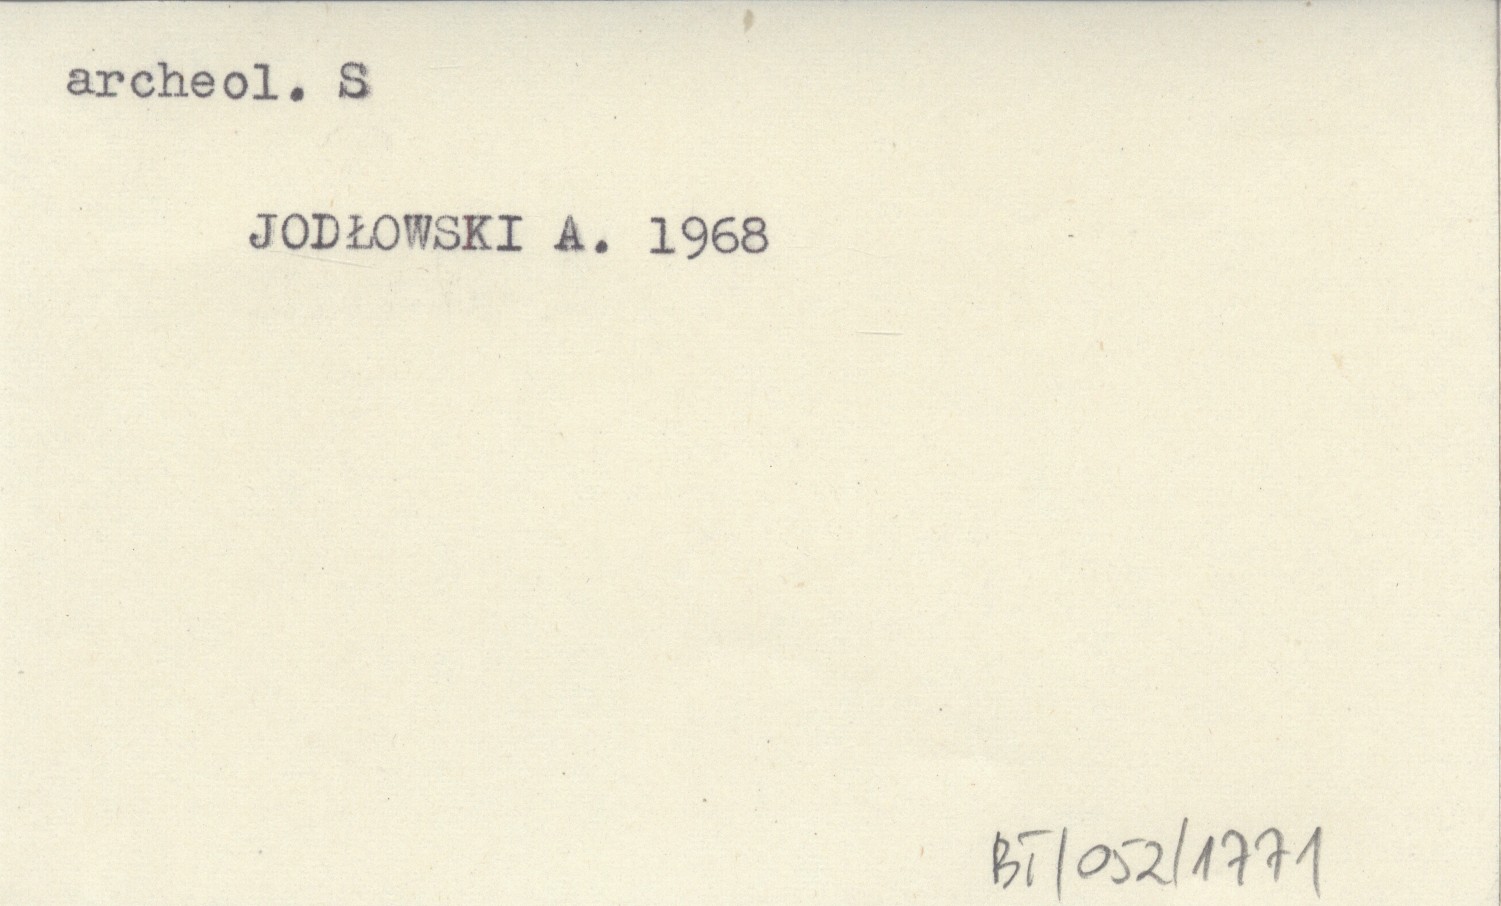 archeol. S
JODŁOWSKI A. 1968
BT/052/1771